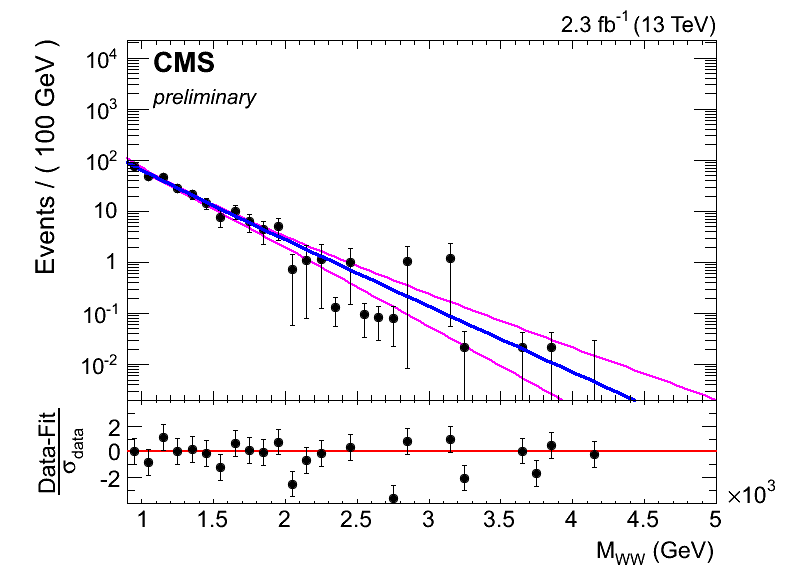 2.3 fb⁻¹ (13 TeV)
CMS
preliminary
Events / ( 100 GeV )
10⁴
10³
10²
10
1
10⁻¹
10⁻²
Data-Fit
σdata
2
0
-2
1 1.5 2 2.5 3 3.5 4 4.5 5
×10³
M_WW (GeV)